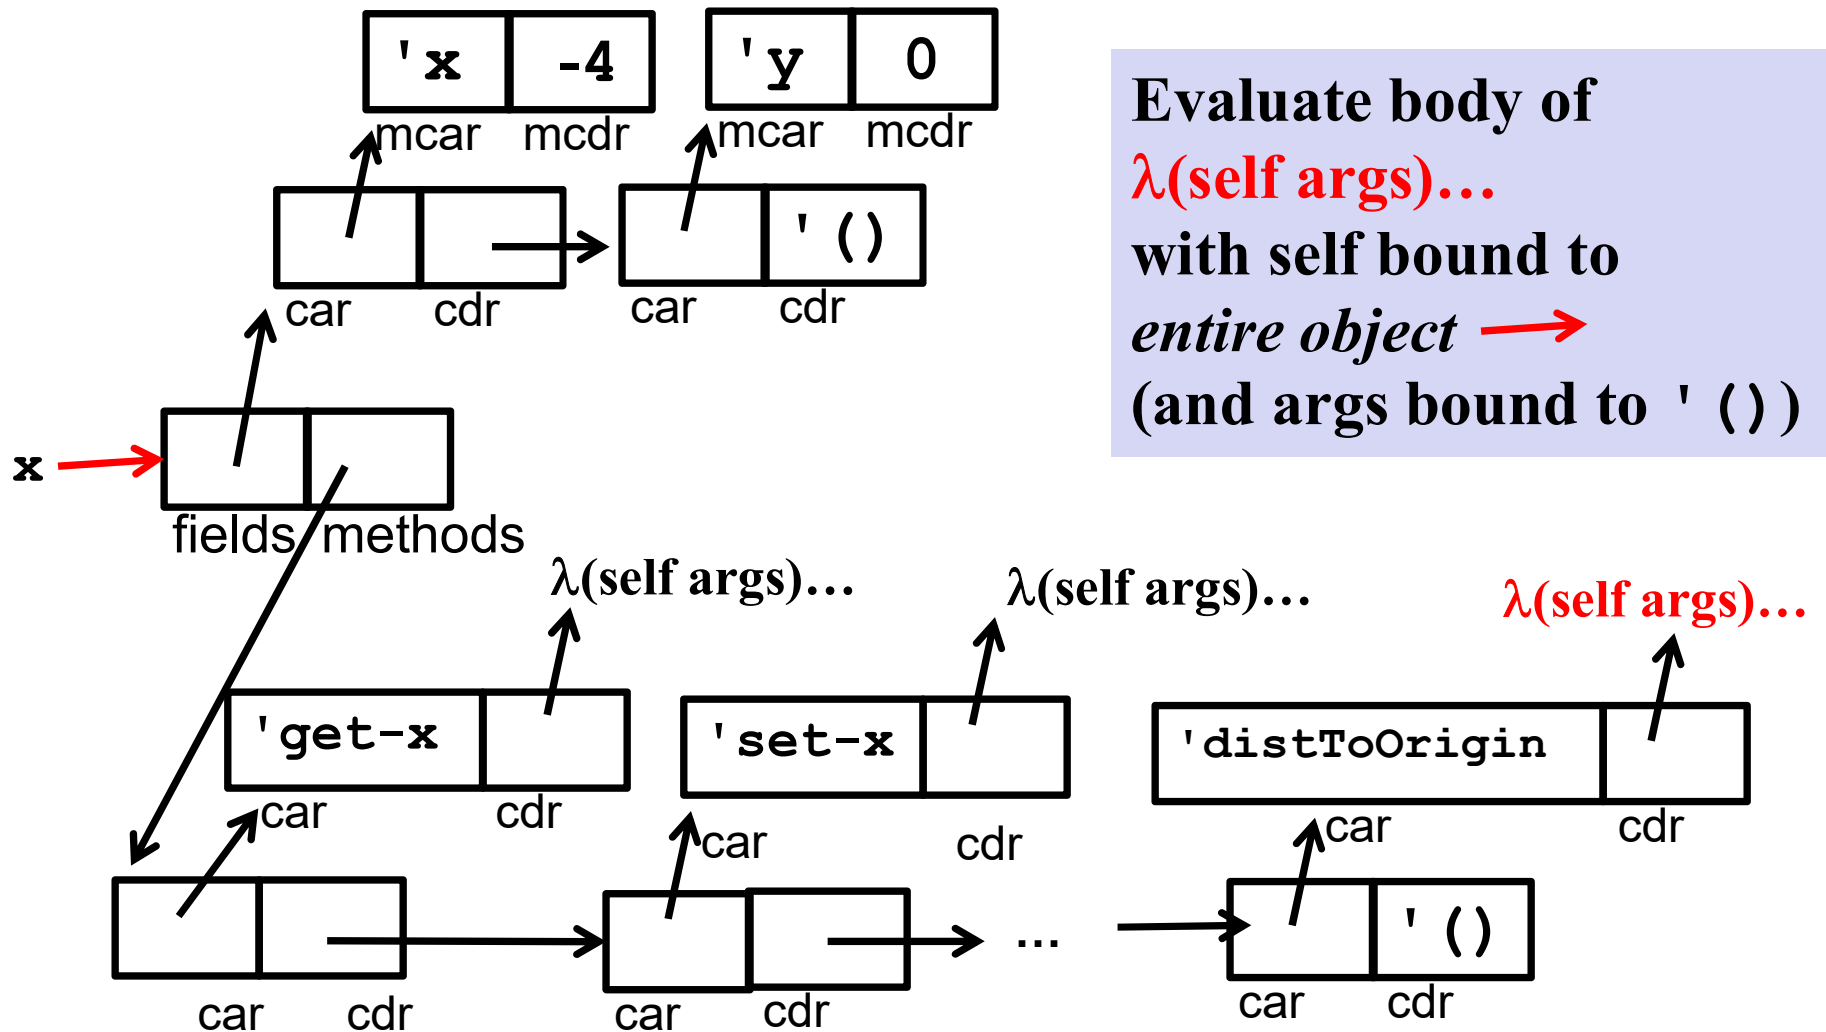 'x -4 'y 0
mcar mcdr mcar mcdr
'()
car cdr car cdr
Evaluate body of
λ(self args)…
with self bound to
entire object
(and args bound to '())
x
fields methods
λ(self args)… λ(self args)… λ(self args)…
'get-x 'set-x 'distToOrigin
car cdr car cdr car cdr
… '()
car cdr car cdr car cdr